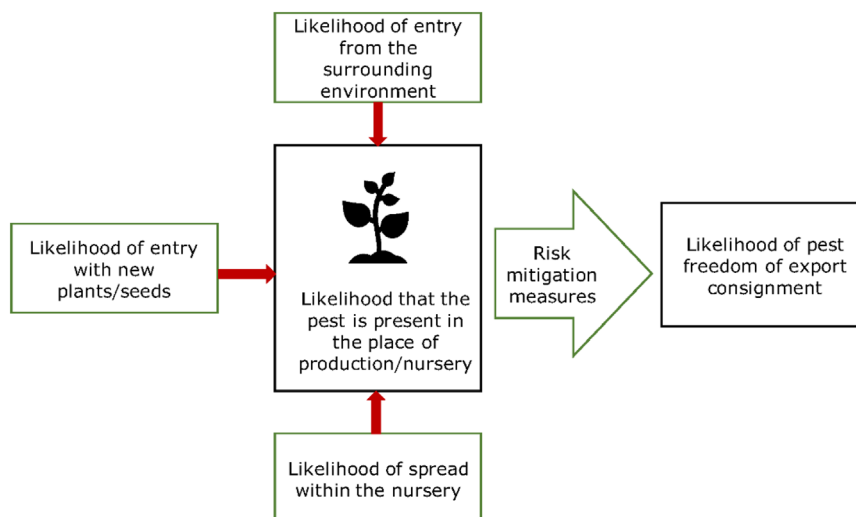 Likelihood of entry
from the
surrounding
environment
Likelihood of entry
with new
plants/seeds
Likelihood that the
pest is present in
the place of
production/nursery
Risk
mitigation
measures
Likelihood of pest
freedom of export
consignment
Likelihood of spread
within the nursery